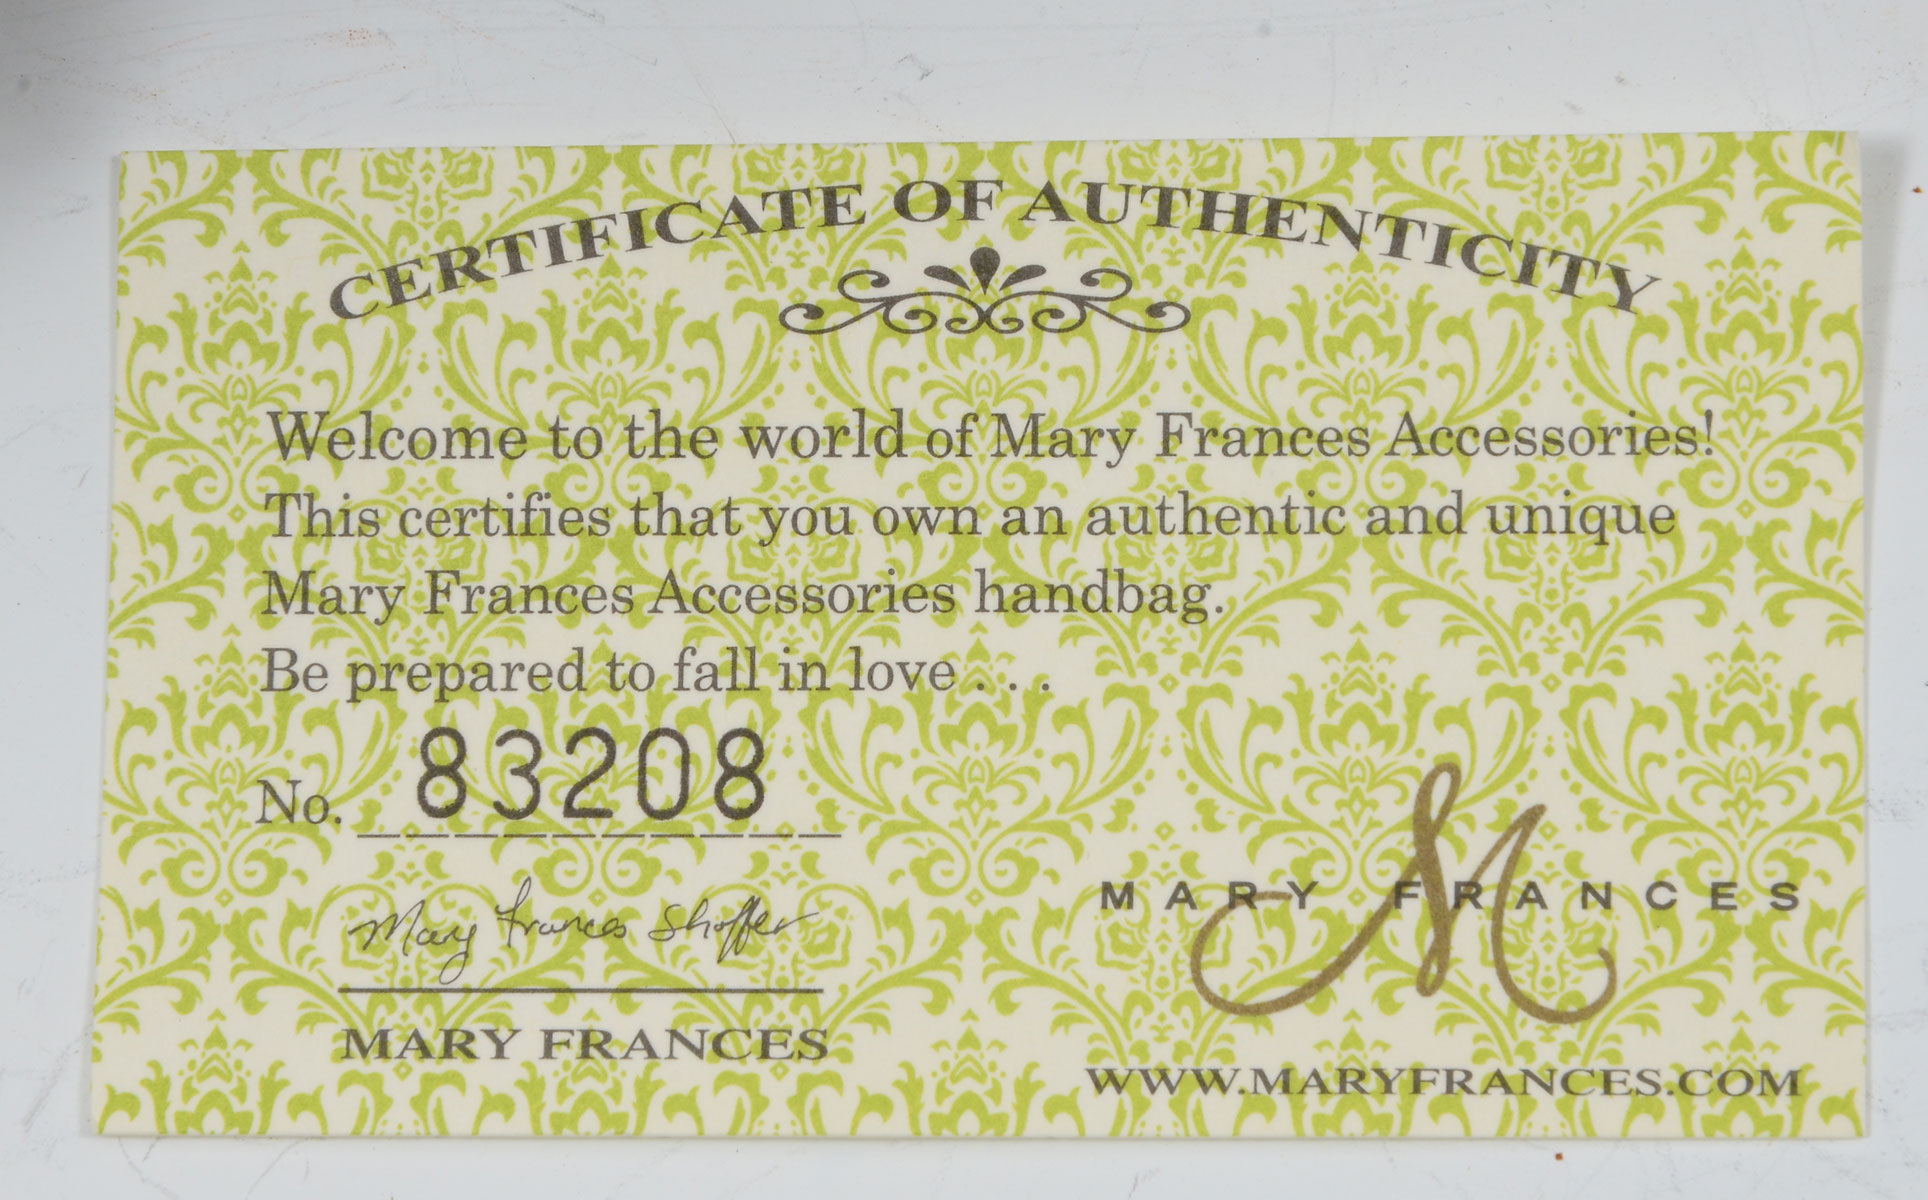 CERTIFICATE OF AUTHENTICITY
Welcome to the world of Mary Frances Accessories!
This certifies that you own an authentic and unique
Mary Frances Accessories handbag.
Be prepared to fall in love . . .
No. 83208
Mary Frances Shoffer
MARY FRANCES
M
MARY FRANCES
WWW.MARYFRANCES.COM